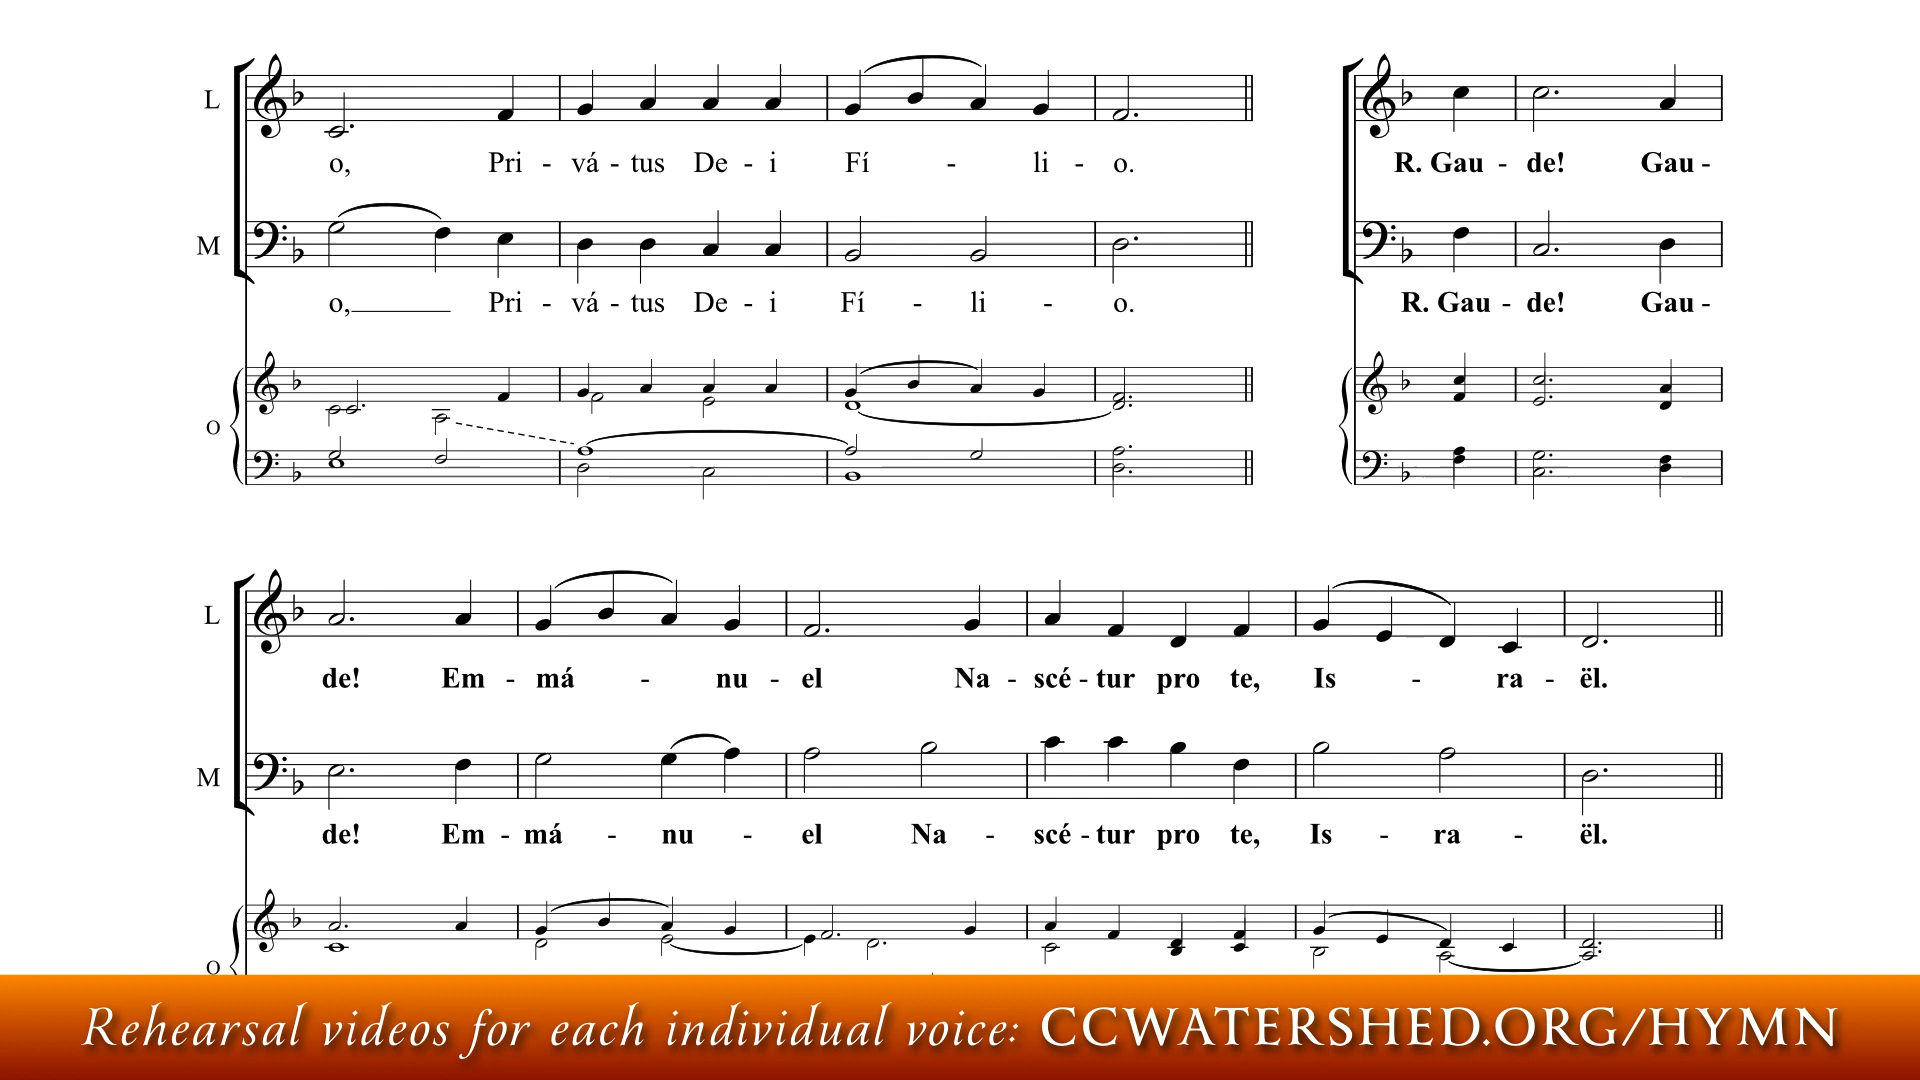 L
o, Pri - vá - tus De - i Fí - li - o. R. Gau - de! Gau -
M
o, Pri - vá - tus De - i Fí - li - o. R. Gau - de! Gau -
O
L
de! Em - má - nu - el Na - scé - tur pro te, Is - ra - ël.
M
de! Em - má - nu - el Na - scé - tur pro te, Is - ra - ël.
O
Rehearsal videos for each individual voice: CCWATERSHED.ORG/HYMN